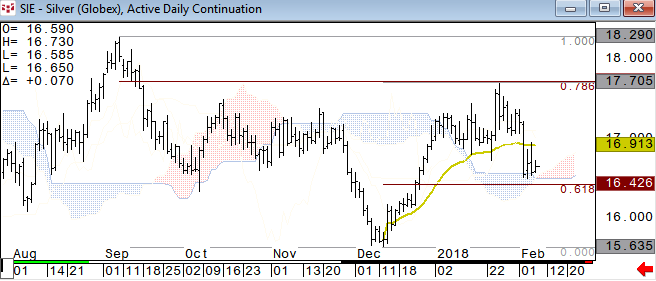 SIE - Silver (Globex), Active Daily Continuation
O= 16.590
H= 16.730
L= 16.585
L= 16.650
Δ= +0.070
1.000
0.786
0.618
0.000
18.290
18.000
17.705
17.000
16.913
16.426
16.000
15.635
Aug Sep Oct Nov Dec 2018 Feb
14 21 01 11 18 25 02 09 16 23 01 13 20 01 11 18 02 22 01 12 20